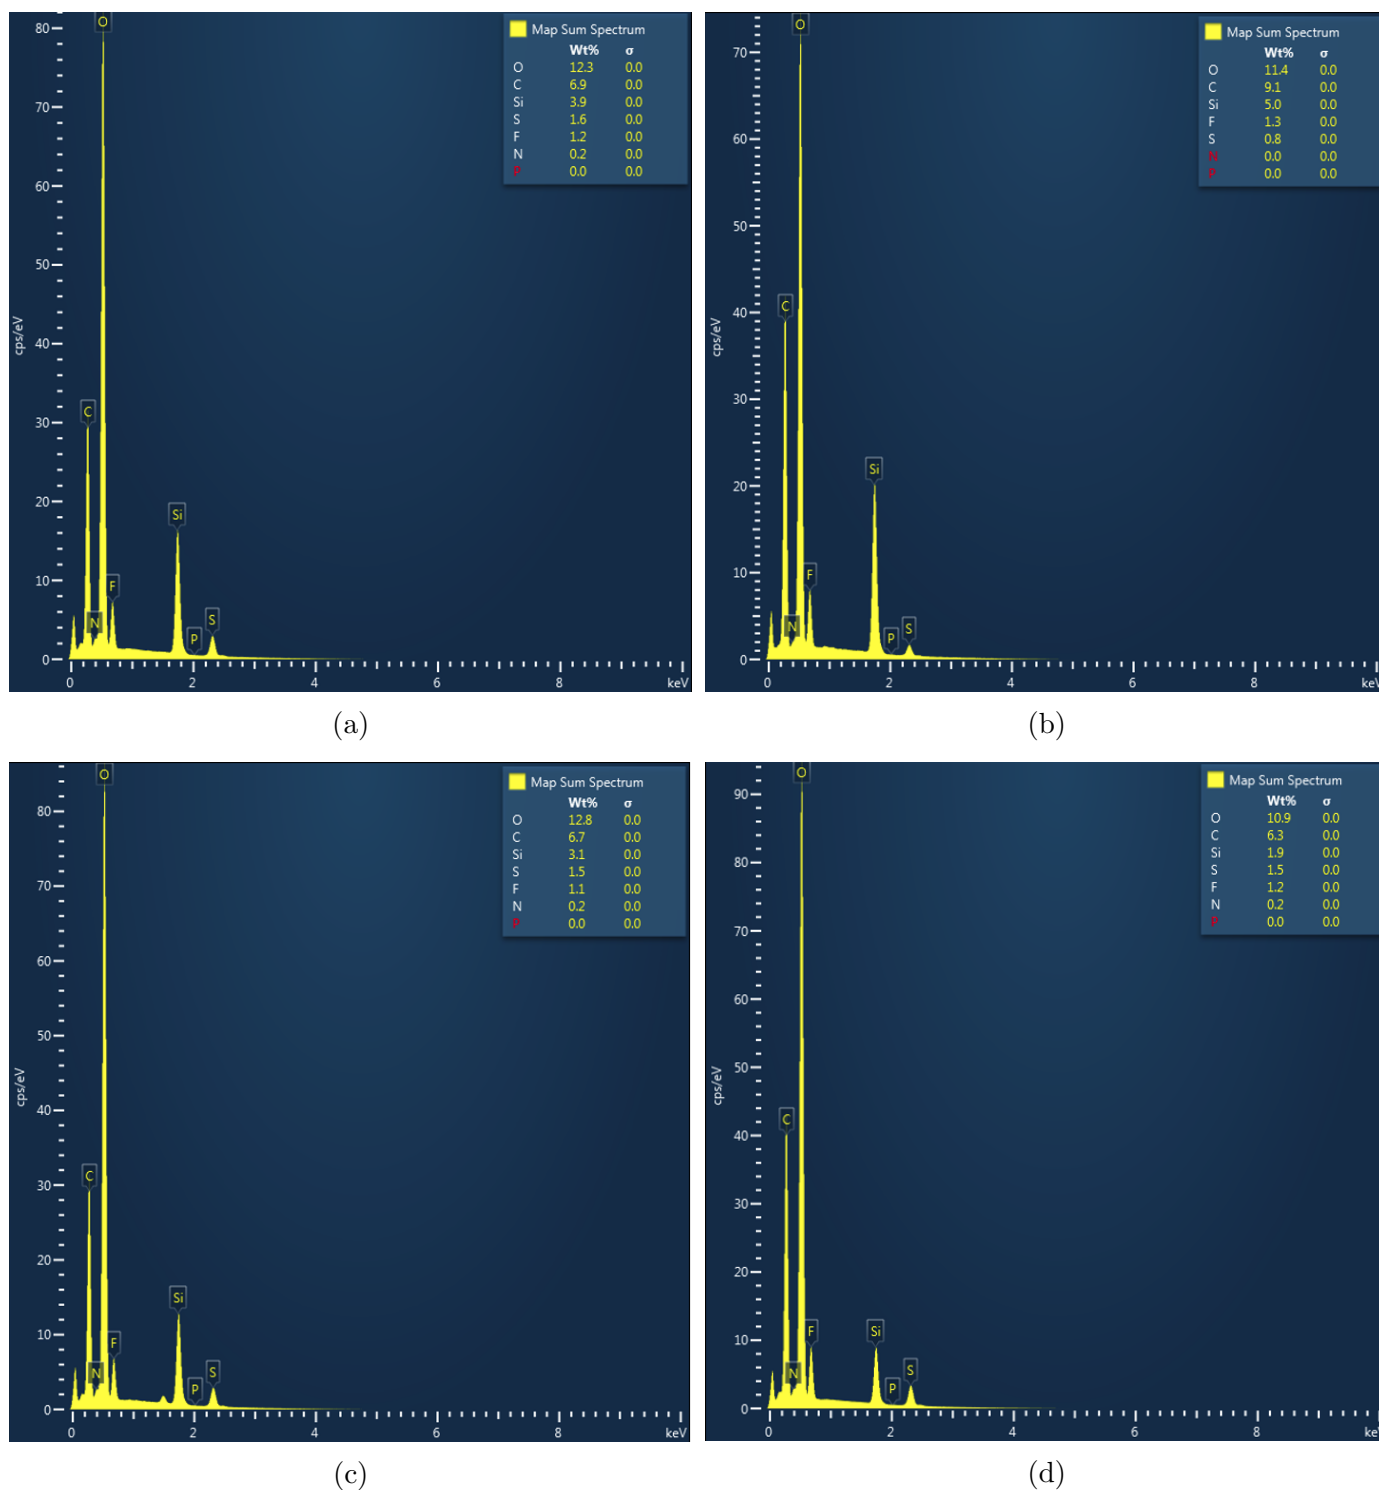 Map Sum Spectrum
Wt% σ
O 12.3 0.0
C 6.9 0.0
Si 3.9 0.0
S 1.6 0.0
F 1.2 0.0
N 0.2 0.0
P 0.0 0.0
80
70
60
50
40
30
20
10
0
cps/eV
O
C
N
F
Si
P
S
0 2 4 6 8 keV
(a)
Map Sum Spectrum
Wt% σ
O 11.4 0.0
C 9.1 0.0
Si 5.0 0.0
F 1.3 0.0
S 0.8 0.0
N 0.0 0.0
P 0.0 0.0
70
60
50
40
30
20
10
0
cps/eV
O
C
N
F
Si
P
S
0 2 4 6 8 keV
(b)
Map Sum Spectrum
Wt% σ
O 12.8 0.0
C 6.7 0.0
Si 3.1 0.0
S 1.5 0.0
F 1.1 0.0
N 0.2 0.0
P 0.0 0.0
80
70
60
50
40
30
20
10
0
cps/eV
O
C
N
F
Si
P
S
0 2 4 6 8 keV
(c)
Map Sum Spectrum
Wt% σ
O 10.9 0.0
C 6.3 0.0
Si 1.9 0.0
S 1.5 0.0
F 1.2 0.0
N 0.2 0.0
P 0.0 0.0
90
80
70
60
50
40
30
20
10
0
cps/eV
O
C
N
F
Si
P
S
0 2 4 6 8 ke
(d)